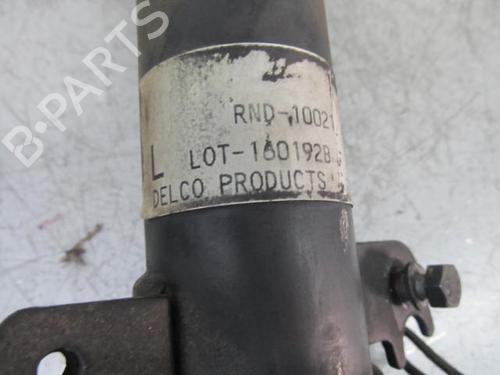 RND-10021
L LOT-160192B
DELCO PRODUCTS
B-PARTS